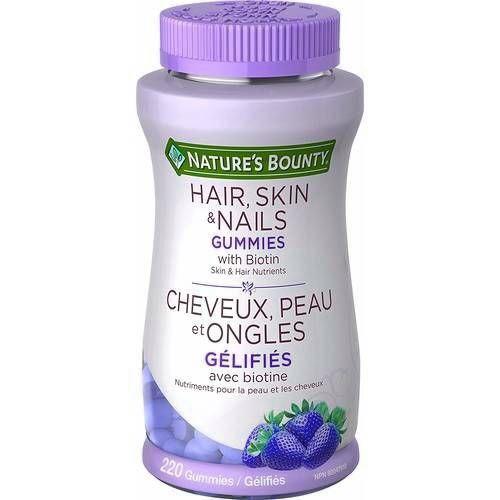 NATURE'S BOUNTY
HAIR, SKIN
& NAILS
GUMMIES
with Biotin
Skin & Hair Nutrients
CHEVEUX, PEAU
et ONGLES
GÉLIFIÉS
avec biotine
Nutriments pour la peau et les cheveux
220 Gummies / Gélifiés
NPN